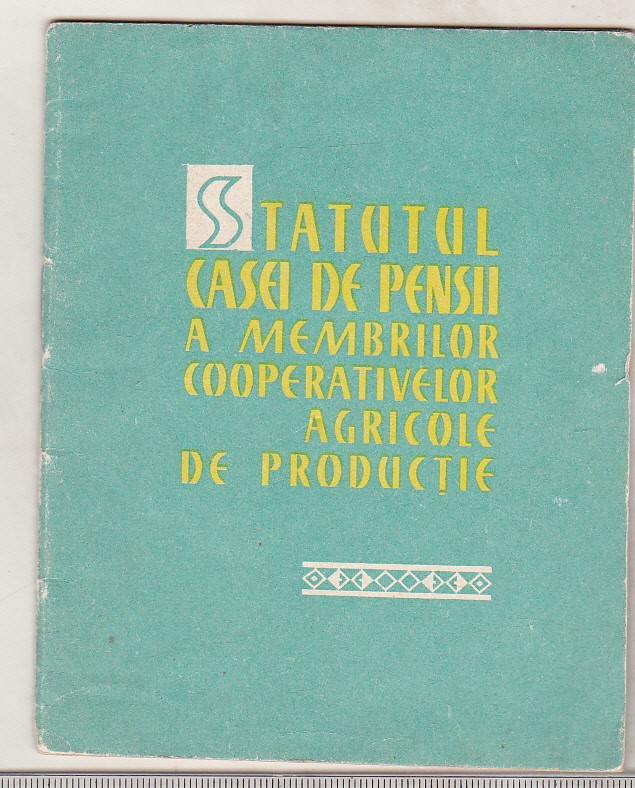 STATUTUL
CASEI DE PENSII
A MEMBRILOR
COOPERATIVELOR
AGRICOLE
DE PRODUCȚIE